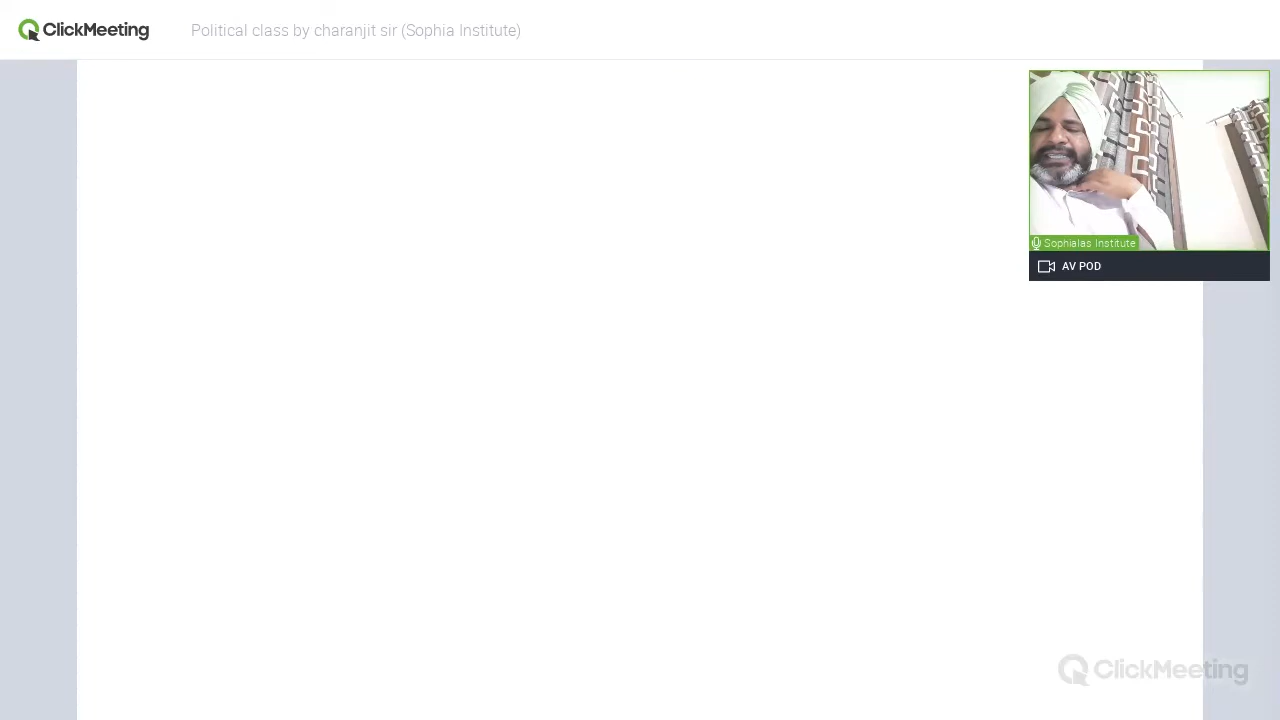 ClickMeeting
Political class by charanjit sir (Sophia Institute)
SophiaIas Institute
AV POD
ClickMeeting